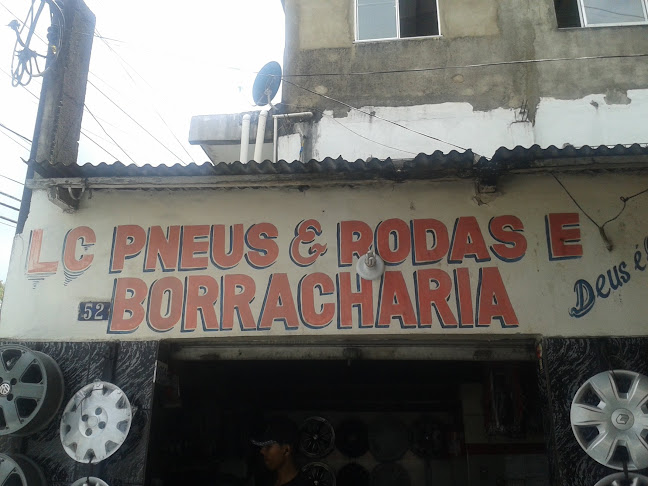 LC PNEUS & RODAS E
BORRACHARIA
52
Deus é